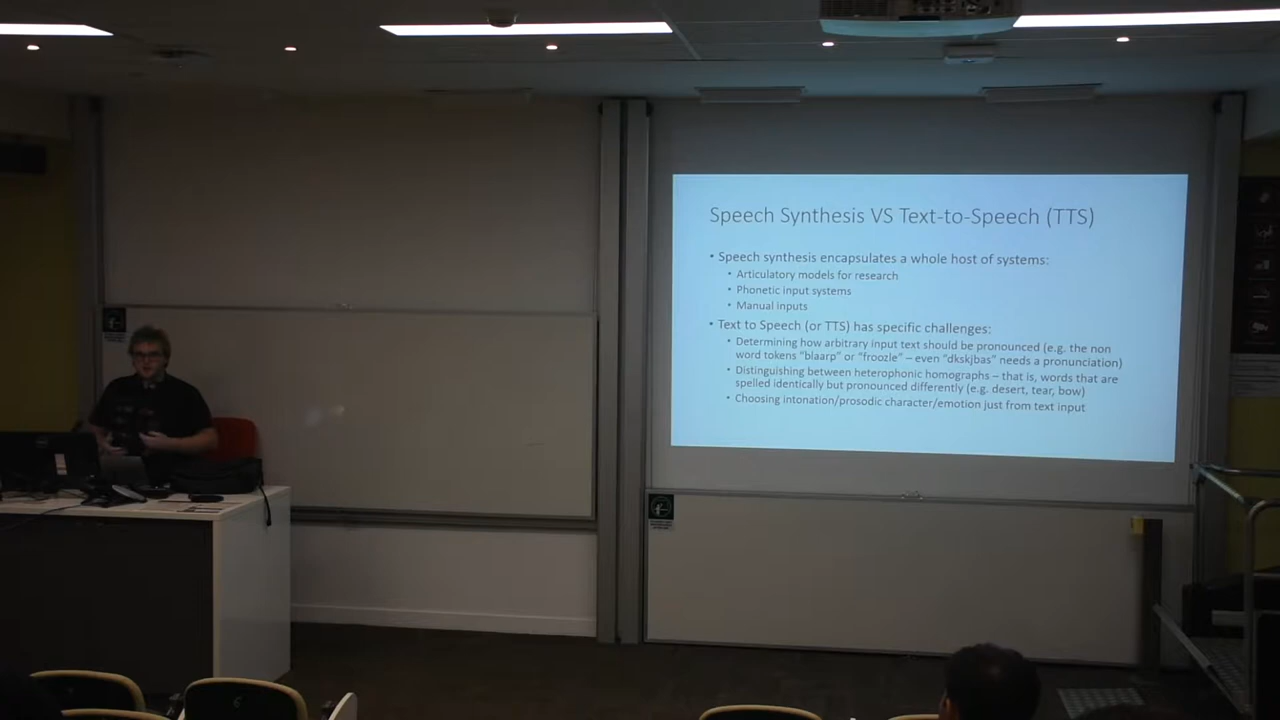 Speech Synthesis VS Text-to-Speech (TTS)
• Speech synthesis encapsulates a whole host of systems:
• Articulatory models for research
• Phonetic input systems
• Manual inputs
• Text to Speech (or TTS) has specific challenges:
• Determining how arbitrary input text should be pronounced (e.g. the non
word tokens "blaarp" or "froozle" – even "dkskjbas" needs a pronunciation)
• Distinguishing between heterophonic homographs – that is, words that are
spelled identically but pronounced differently (e.g. desert, tear, bow)
• Choosing intonation/prosodic character/emotion just from text input